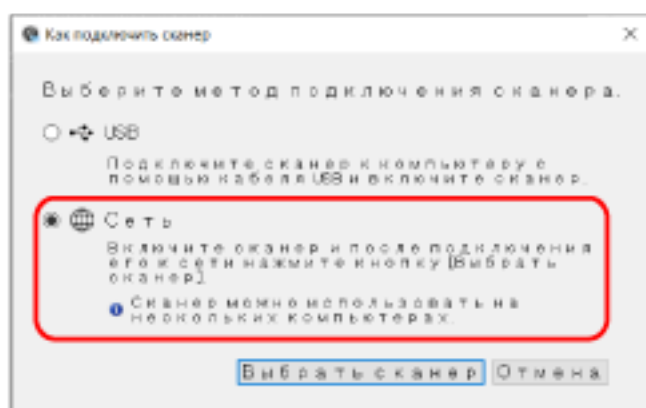 Как подключить сканер
Выберите метод подключения сканера.
USB
Подключите сканер к компьютеру с
помощью кабеля USB и включите сканер.
Сеть
Включите сканер и после подключения
его к сети нажмите кнопку [Выбрать
сканер]
Сканер можно использовать на
нескольких компьютерах.
Выбрать сканер Отмена